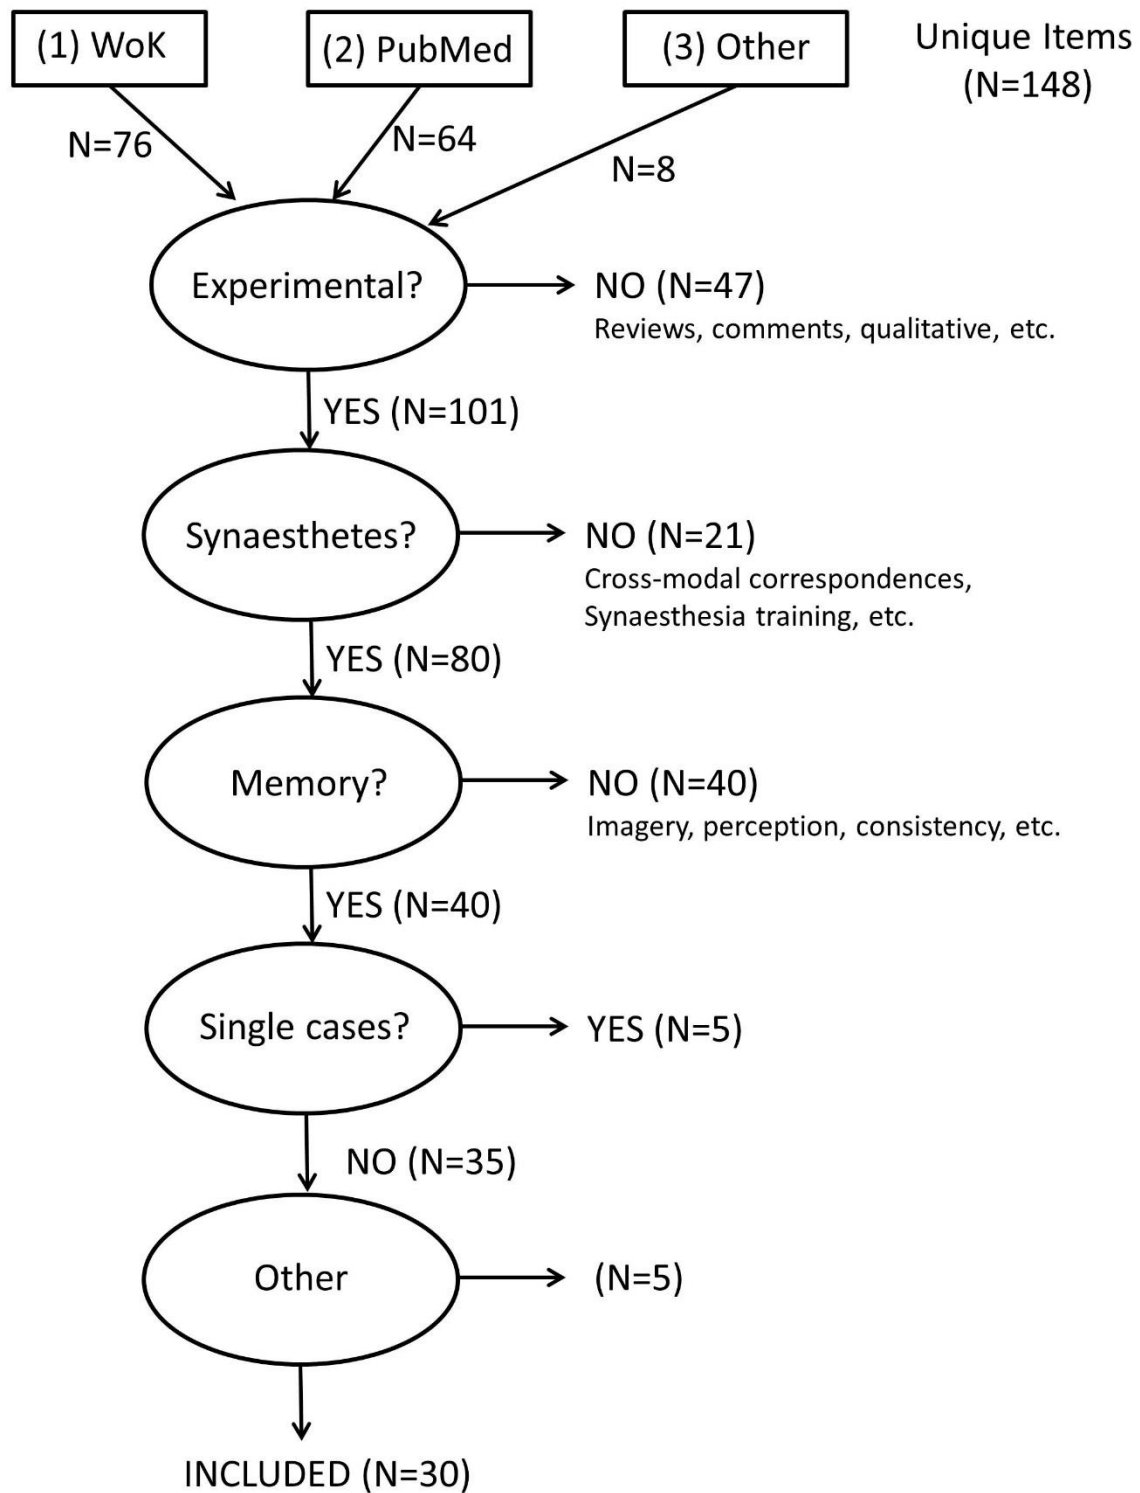 (1) WoK
(2) PubMed
(3) Other
Unique Items
(N=148)
N=76
N=64
N=8
Experimental?
NO (N=47)
Reviews, comments, qualitative, etc.
YES (N=101)
Synaesthetes?
NO (N=21)
Cross-modal correspondences,
Synaesthesia training, etc.
YES (N=80)
Memory?
NO (N=40)
Imagery, perception, consistency, etc.
YES (N=40)
Single cases?
YES (N=5)
NO (N=35)
Other
(N=5)
INCLUDED (N=30)